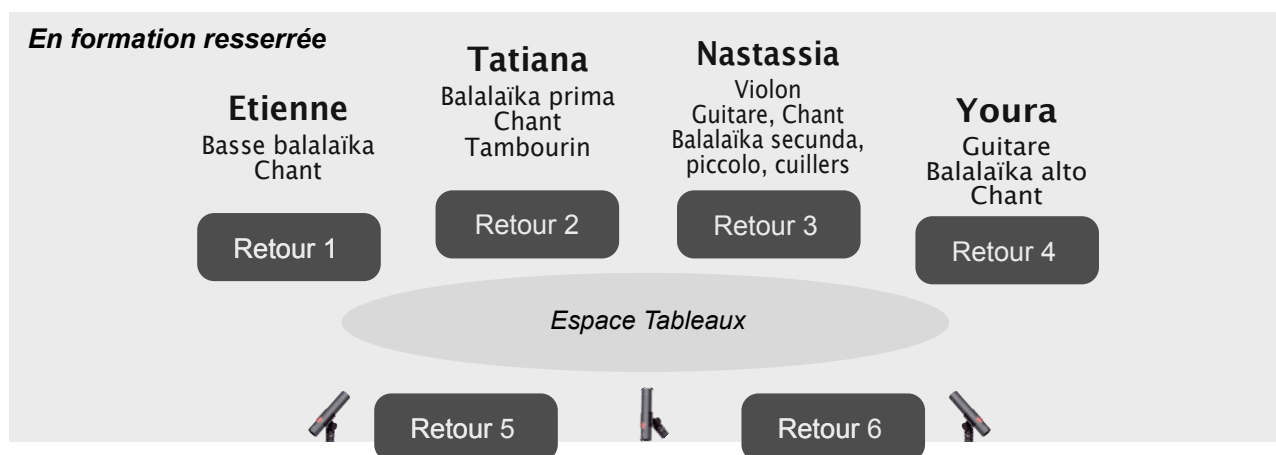 En formation resserrée
Etienne
Basse balalaïka
Chant
Tatiana
Balalaïka prima
Chant
Tambourin
Nastassia
Violon
Guitare, Chant
Balalaïka secunda,
piccolo, cuillers
Youra
Guitare
Balalaïka alto
Chant
Retour 1
Retour 2
Retour 3
Retour 4
Espace Tableaux
Retour 5
Retour 6